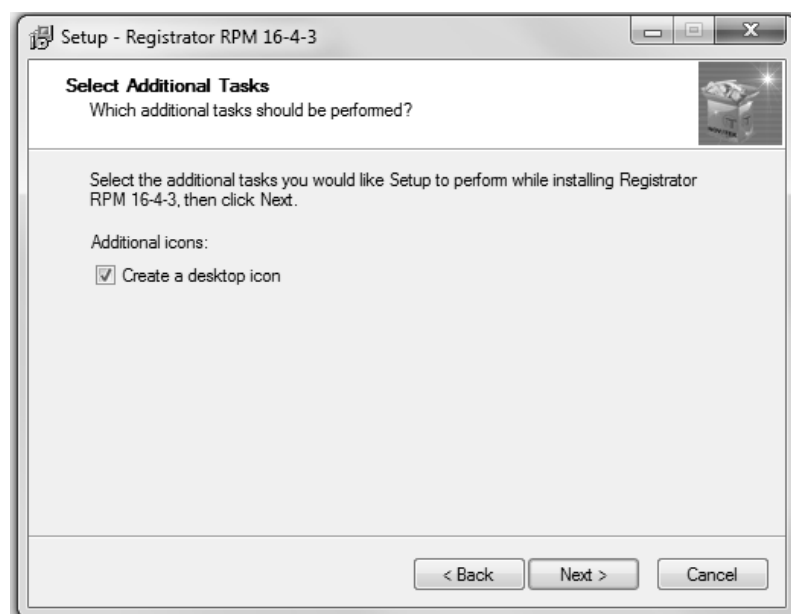 Setup - Registrator RPM 16-4-3
Select Additional Tasks
Which additional tasks should be performed?
Select the additional tasks you would like Setup to perform while installing Registrator
RPM 16-4-3, then click Next.
Additional icons:
Create a desktop icon
< Back
Next >
Cancel